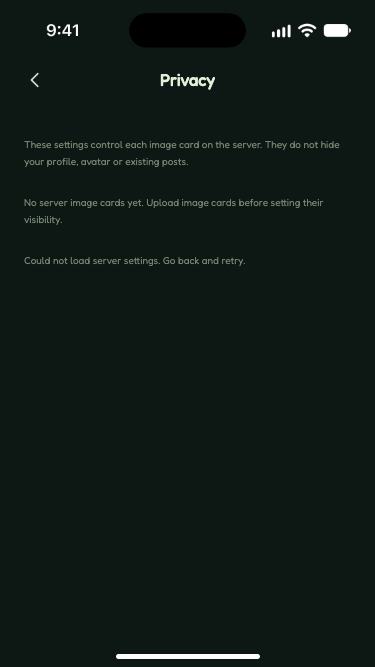 9:41
Privacy
These settings control each image card on the server. They do not hide
your profile, avatar or existing posts.
No server image cards yet. Upload image cards before setting their
visibility.
Could not load server settings. Go back and retry.